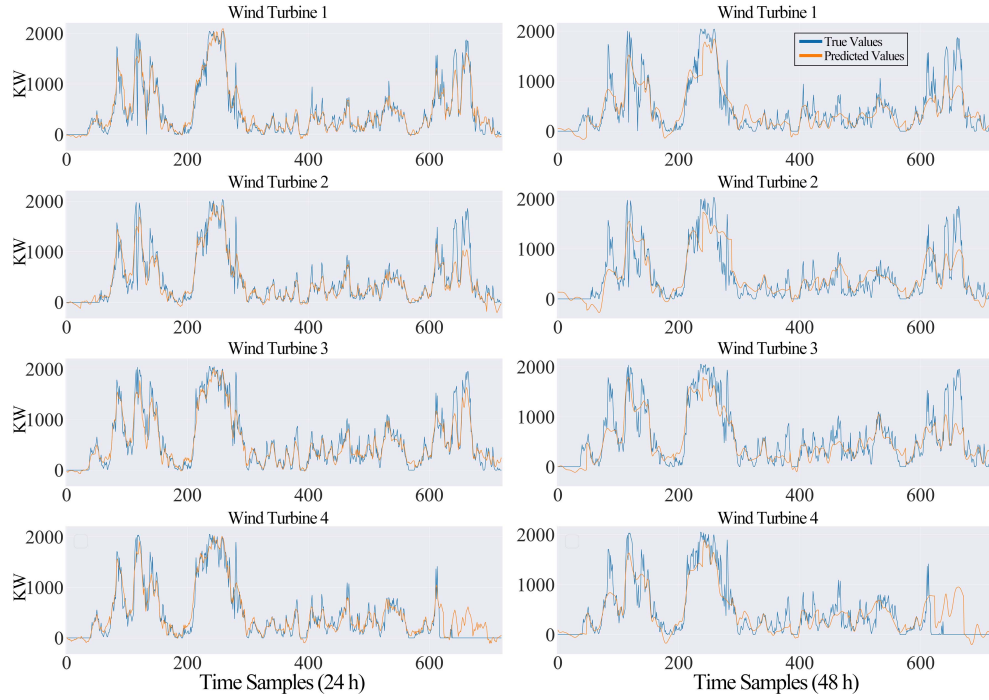 Wind Turbine 1
2000
1000
0
KW
0 200 400 600
Wind Turbine 2
2000
1000
0
KW
0 200 400 600
Wind Turbine 3
2000
1000
0
KW
0 200 400 600
Wind Turbine 4
2000
1000
0
KW
0 200 400 600
Time Samples (24 h)
Wind Turbine 1
True Values
Predicted Values
2000
1000
0
0 200 400 600
Wind Turbine 2
2000
1000
0
0 200 400 600
Wind Turbine 3
2000
1000
0
0 200 400 600
Wind Turbine 4
2000
1000
0
0 200 400 600
Time Samples (48 h)